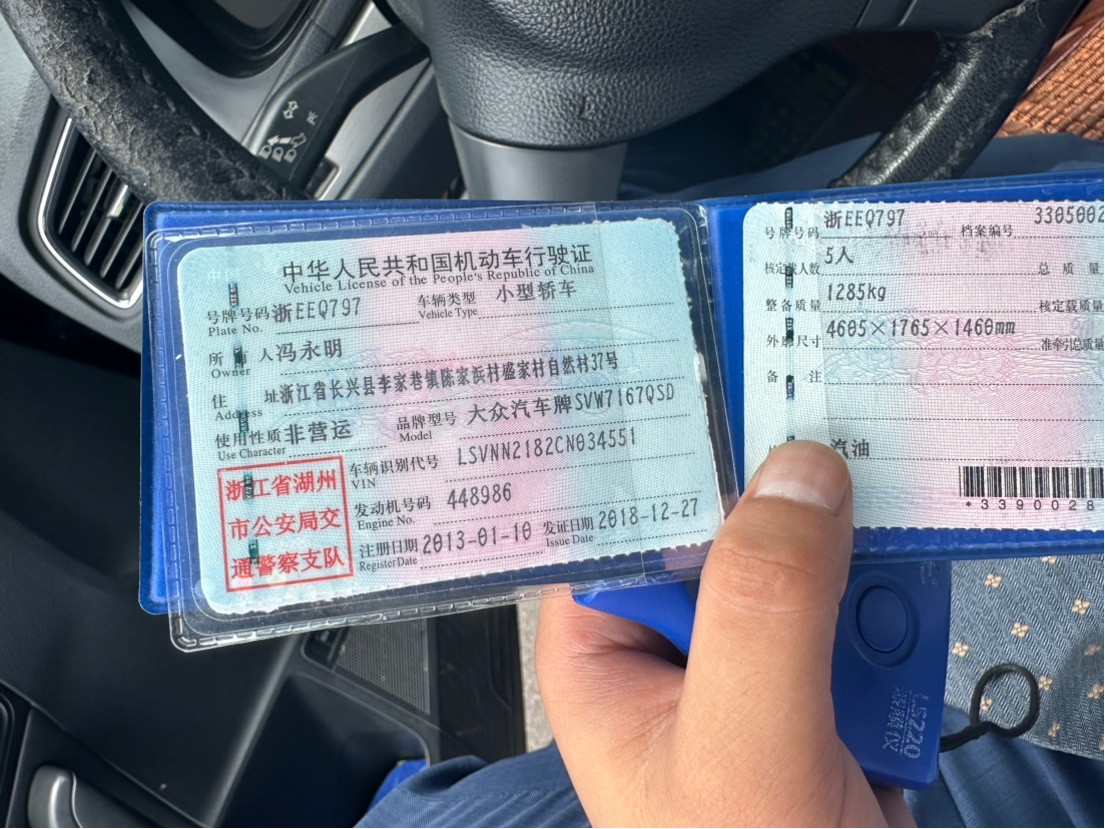 中华人民共和国机动车行驶证
Vehicle License of the People's Republic of China
号牌号码 浙EEQ797 车辆类型 小型轿车
Plate No. Vehicle Type
所有人 冯永明
Owner
住址 浙江省长兴县李家巷镇陈家浜村盛家村自然村37号
Address
使用性质 非营运 品牌型号 大众汽车牌SVW7167QSD
Use Character Model
浙江省湖州
市公安局交
通警察支队
车辆识别代号 LSVNN2182CN034551
VIN
发动机号码 448986
Engine No.
注册日期 2013-01-10 发证日期 2018-12-27
Register Date Issue Date
号牌号码 浙EEQ797 档案编号 3305002
核定载人数 5人 总质量
整备质量 1285kg 核定载质量
外廓尺寸 4605×1765×1460mm 准牵引总质量
备注
汽油
*3390028
LS220